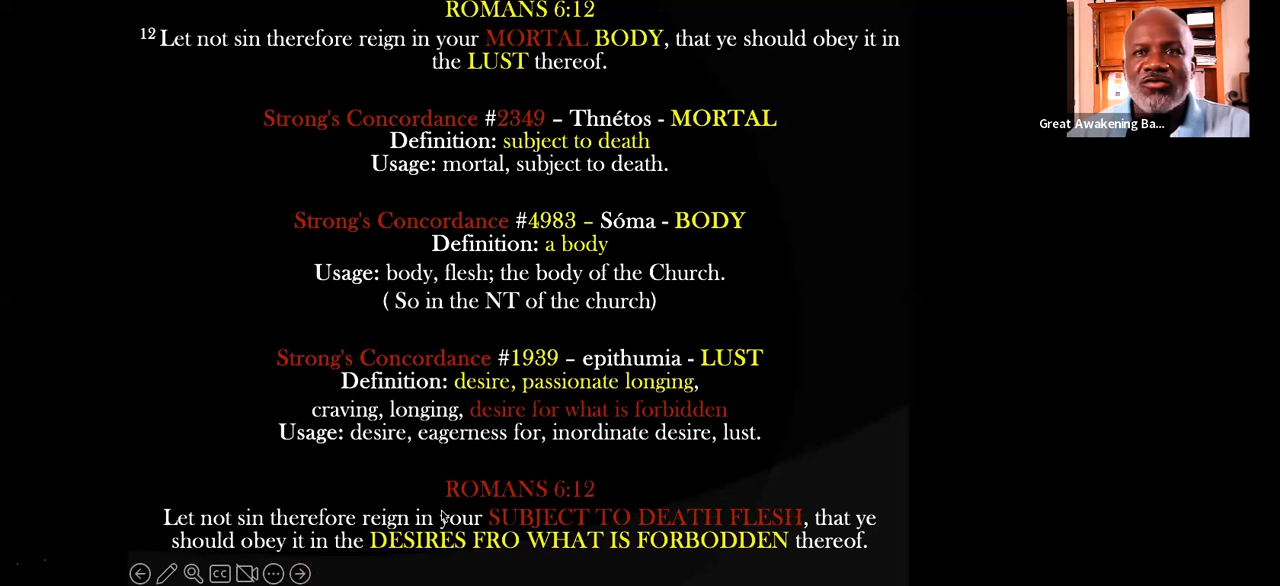 ROMANS 6:12
12 Let not sin therefore reign in your MORTAL BODY, that ye should obey it in
the LUST thereof.
Strong's Concordance #2349 – Thnétos - MORTAL
Definition: subject to death
Usage: mortal, subject to death.
Strong's Concordance #4983 – Sóma - BODY
Definition: a body
Usage: body, flesh; the body of the Church.
( So in the NT of the church)
Strong's Concordance #1939 – epithumia - LUST
Definition: desire, passionate longing,
craving, longing, desire for what is forbidden
Usage: desire, eagerness for, inordinate desire, lust.
ROMANS 6:12
Let not sin therefore reign in your SUBJECT TO DEATH FLESH, that ye
should obey it in the DESIRES FRO WHAT IS FORBODDEN thereof.
Great Awakening Ba...
CC